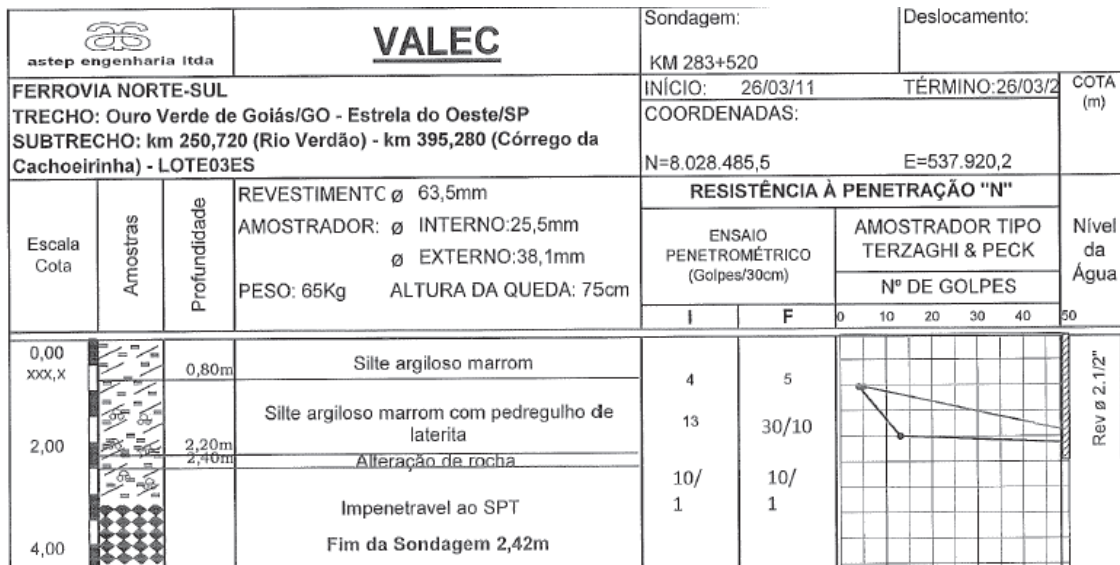 as
astep engenharia ltda
VALEC
Sondagem:
KM 283+520
Deslocamento:
FERROVIA NORTE-SUL
TRECHO: Ouro Verde de Goiás/GO - Estrela do Oeste/SP
SUBTRECHO: km 250,720 (Rio Verdão) - km 395,280 (Córrego da
Cachoeirinha) - LOTE03ES
INÍCIO: 26/03/11
TÉRMINO:26/03/2
COORDENADAS:
N=8.028.485,5 E=537.920,2
COTA
(m)
Escala
Cota
Amostras
Profundidade
REVESTIMENTC ø 63,5mm
AMOSTRADOR: ø INTERNO:25,5mm
ø EXTERNO:38,1mm
PESO: 65Kg ALTURA DA QUEDA: 75cm
RESISTÊNCIA À PENETRAÇÃO "N"
ENSAIO
PENETROMÉTRICO
(Golpes/30cm)
I F
AMOSTRADOR TIPO
TERZAGHI & PECK
Nº DE GOLPES
0 10 20 30 40 50
Nível
da
Água
0,00
xxx,x
0,80m
Silte argiloso marrom
4 5
Silte argiloso marrom com pedregulho de
laterita
13 30/10
2,00
2,20m
2,40m
Alteração de rocha
10/ 10/
1 1
Impenetravel ao SPT
4,00
Fim da Sondagem 2,42m
Rev ø 2.1/2"